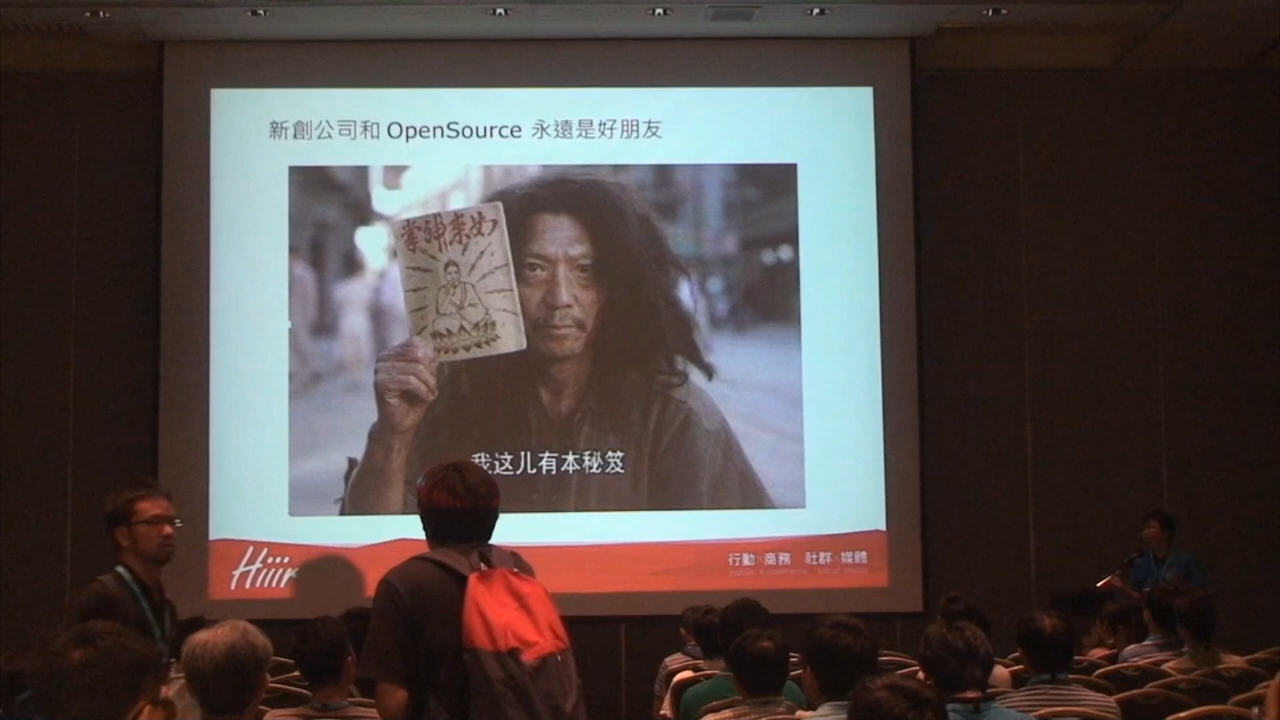 新創公司和 OpenSource 永遠是好朋友
掌神來如
我这儿有本秘笈
Hiiir
行動 商務 社群 媒體